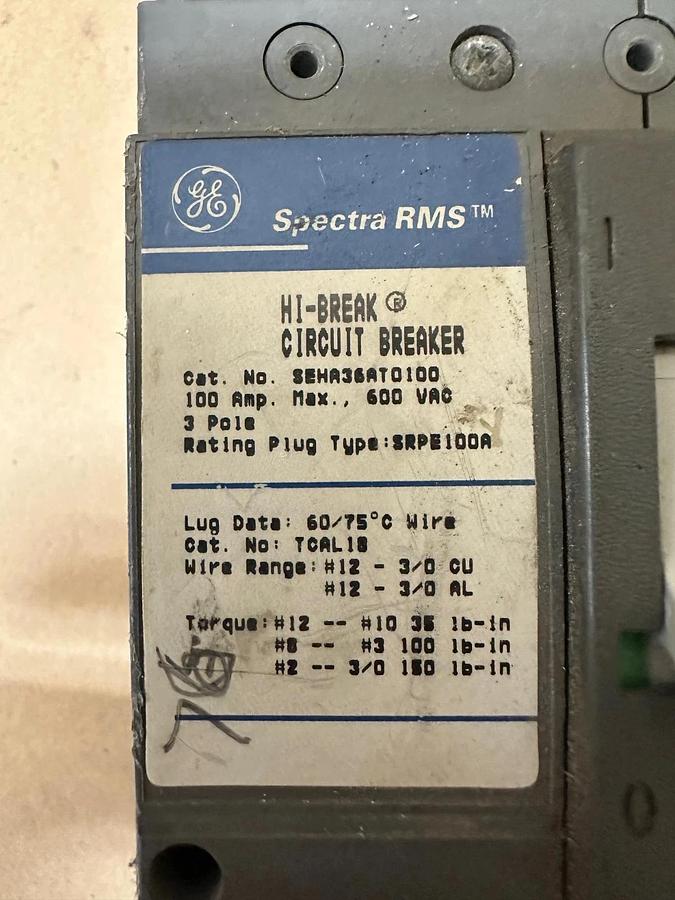 GE
Spectra RMS™
HI-BREAK ®
CIRCUIT BREAKER
Cat. No. SEHA36AT0100
100 Amp. Max., 600 VAC
3 Pole
Rating Plug Type:SRPE100A
Lug Data: 60/75°C Wire
Cat. No: TCAL18
Wire Range:#12 - 3/0 CU
#12 - 3/0 AL
Torque:#12 -- #10 35 lb-in
#8 -- #3 100 lb-in
#2 -- 3/0 150 lb-in
I
O